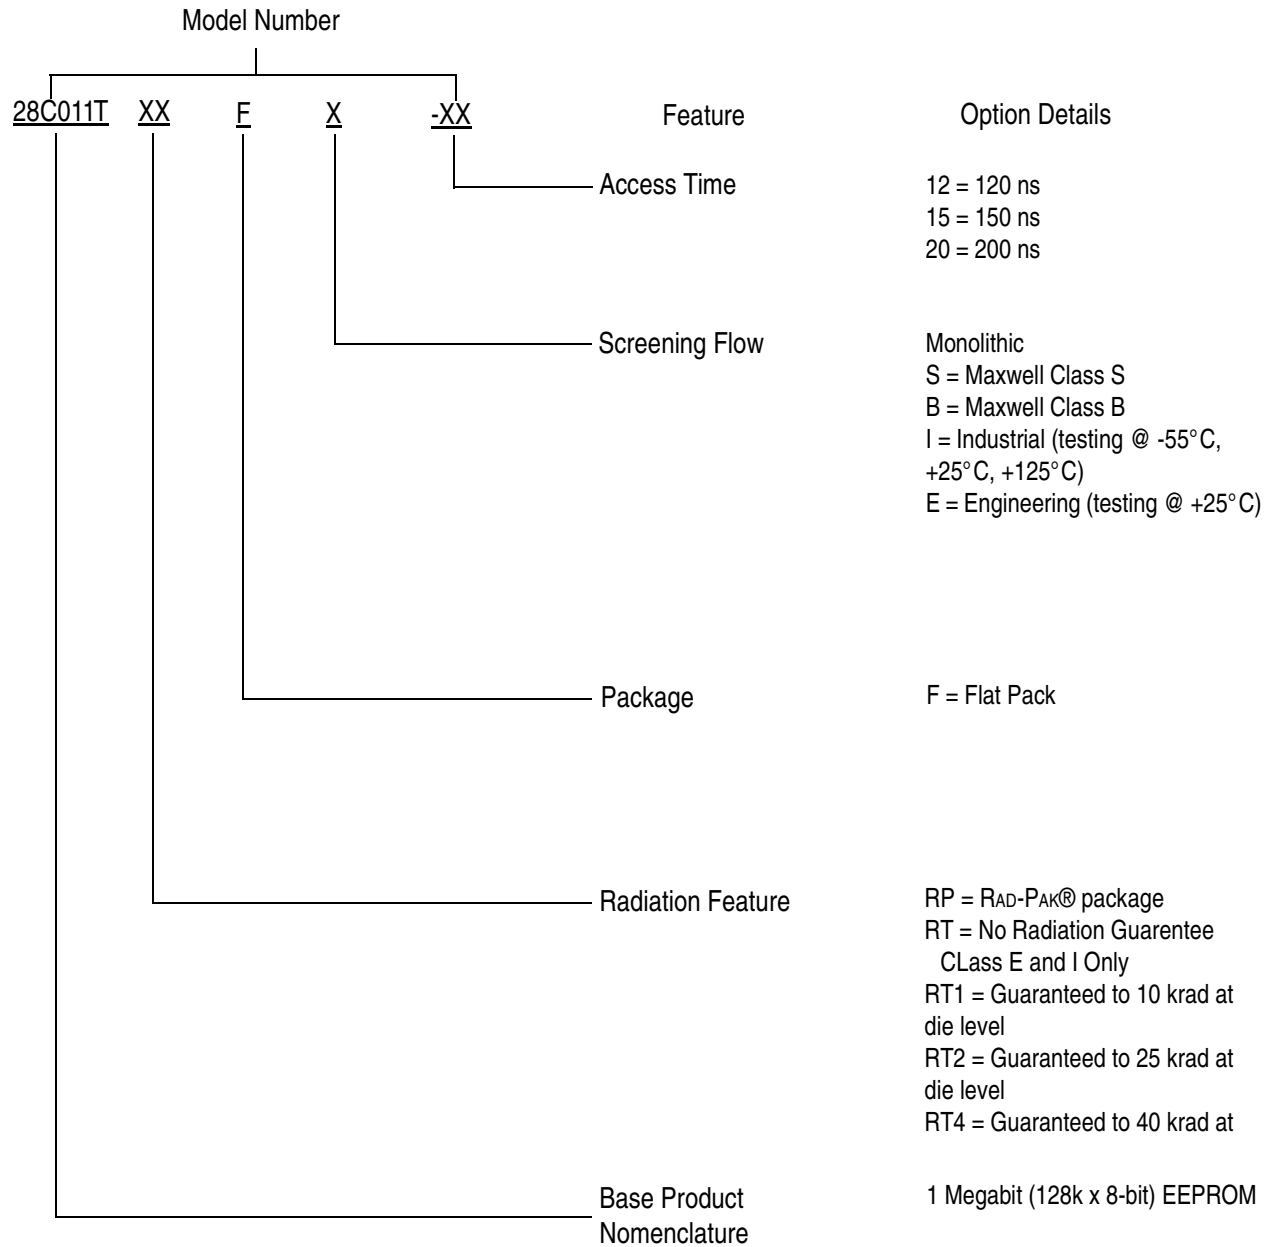 Model Number
28C011T XX F X -XX Feature Option Details
Access Time 12 = 120 ns
15 = 150 ns
20 = 200 ns
Screening Flow Monolithic
S = Maxwell Class S
B = Maxwell Class B
I = Industrial (testing @ -55°C,
+25°C, +125°C)
E = Engineering (testing @ +25°C)
Package F = Flat Pack
Radiation Feature RP = RAD-PAK® package
RT = No Radiation Guarentee
CLass E and I Only
RT1 = Guaranteed to 10 krad at
die level
RT2 = Guaranteed to 25 krad at
die level
RT4 = Guaranteed to 40 krad at
Base Product 1 Megabit (128k x 8-bit) EEPROM
Nomenclature